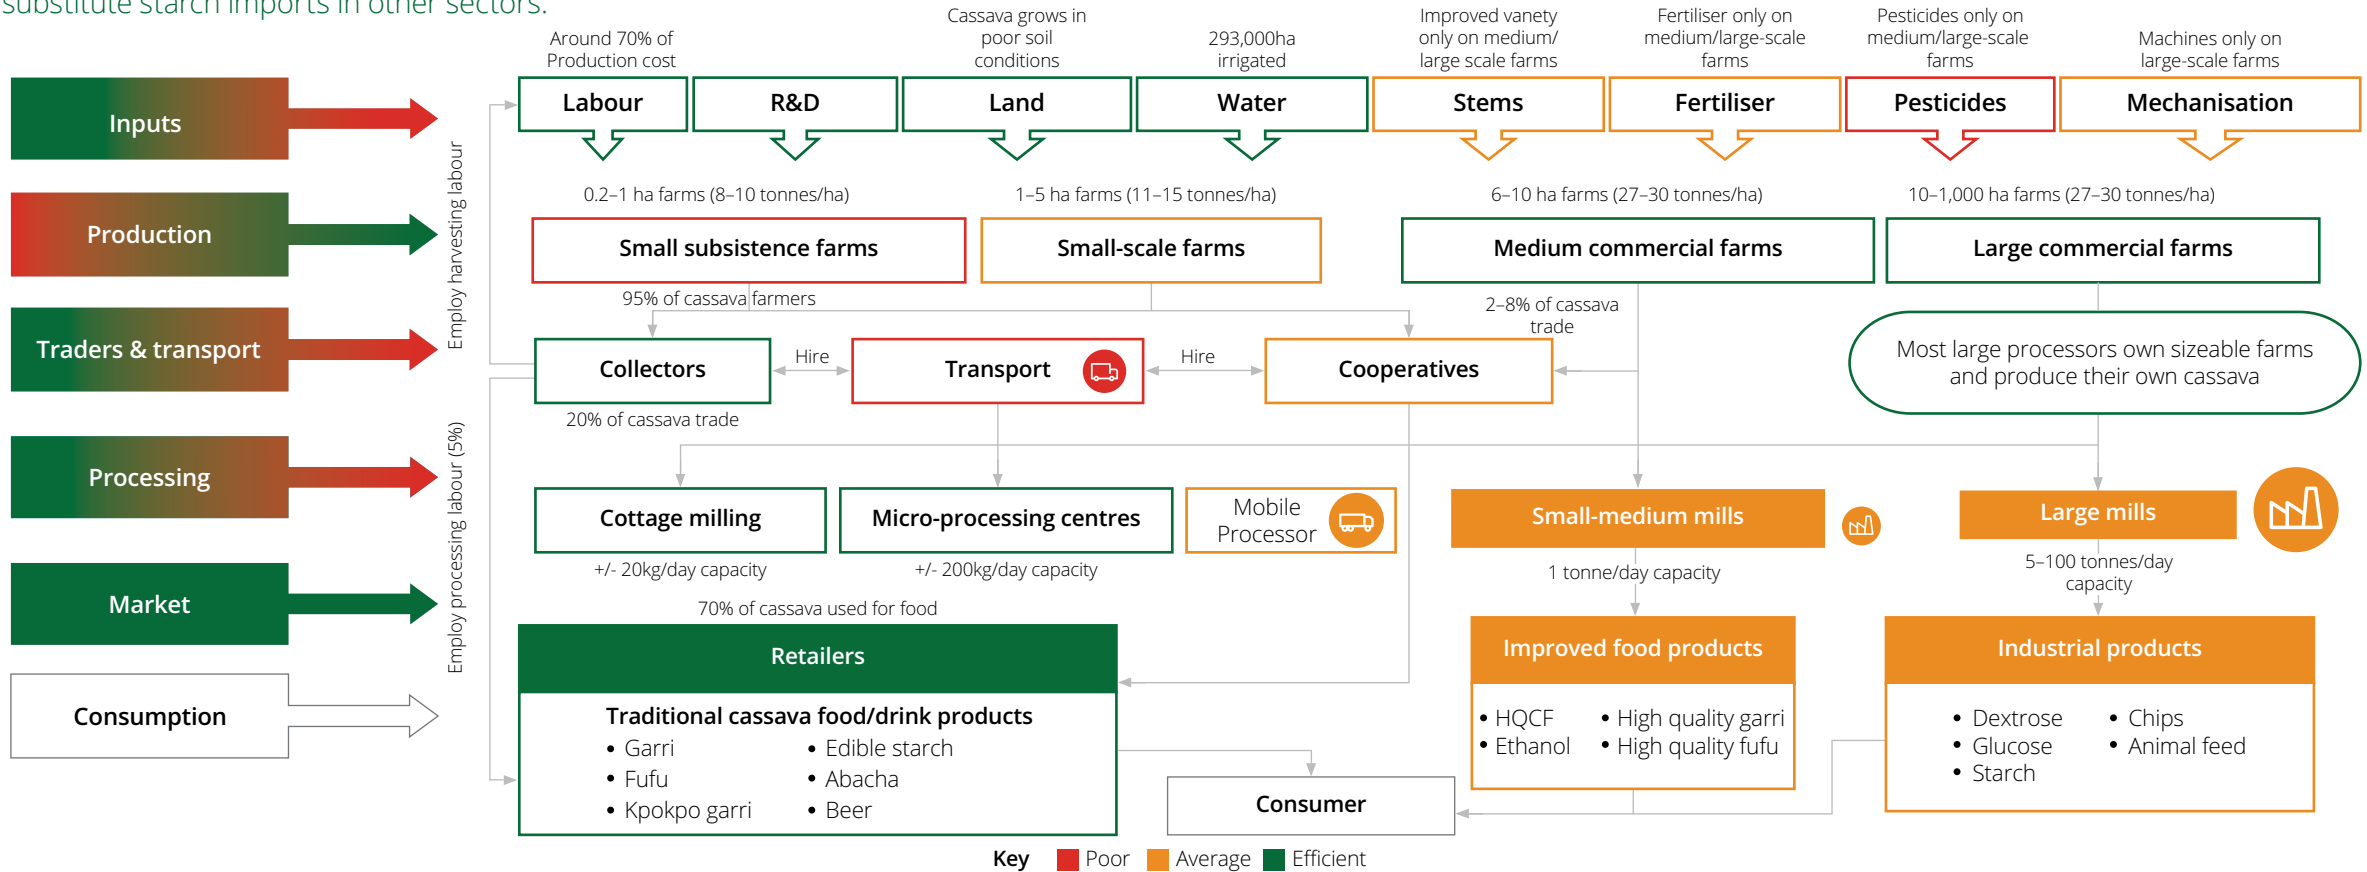 substitute starch imports in other sectors.
Around 70% of
Production cost
Cassava grows in
poor soil
conditions
293,000ha
irrigated
Improved vanety
only on medium/
large scale farms
Fertiliser only on
medium/large-scale
farms
Pesticides only on
medium/large-scale
farms
Machines only on
large-scale farms
Inputs
Labour
R&D
Land
Water
Stems
Fertiliser
Pesticides
Mechanisation
Employ harvesting labour
0.2–1 ha farms (8–10 tonnes/ha)
1–5 ha farms (11–15 tonnes/ha)
6–10 ha farms (27–30 tonnes/ha)
10–1,000 ha farms (27–30 tonnes/ha)
Production
Small subsistence farms
Small-scale farms
Medium commercial farms
Large commercial farms
95% of cassava farmers
2–8% of cassava
trade
Traders & transport
Collectors
Hire
Transport
Hire
Cooperatives
Most large processors own sizeable farms
and produce their own cassava
20% of cassava trade
Employ processing labour (5%)
Processing
Cottage milling
Micro-processing centres
Mobile
Processor
Small-medium mills
Large mills
+/- 20kg/day capacity
+/- 200kg/day capacity
1 tonne/day capacity
5–100 tonnes/day
capacity
Market
70% of cassava used for food
Retailers
Improved food products
Industrial products
Consumption
Traditional cassava food/drink products
• Garri
• Fufu
• Kpokpo garri
• Edible starch
• Abacha
• Beer
• HQCF
• Ethanol
• High quality garri
• High quality fufu
• Dextrose
• Glucose
• Starch
• Chips
• Animal feed
Consumer
Key
Poor
Average
Efficient